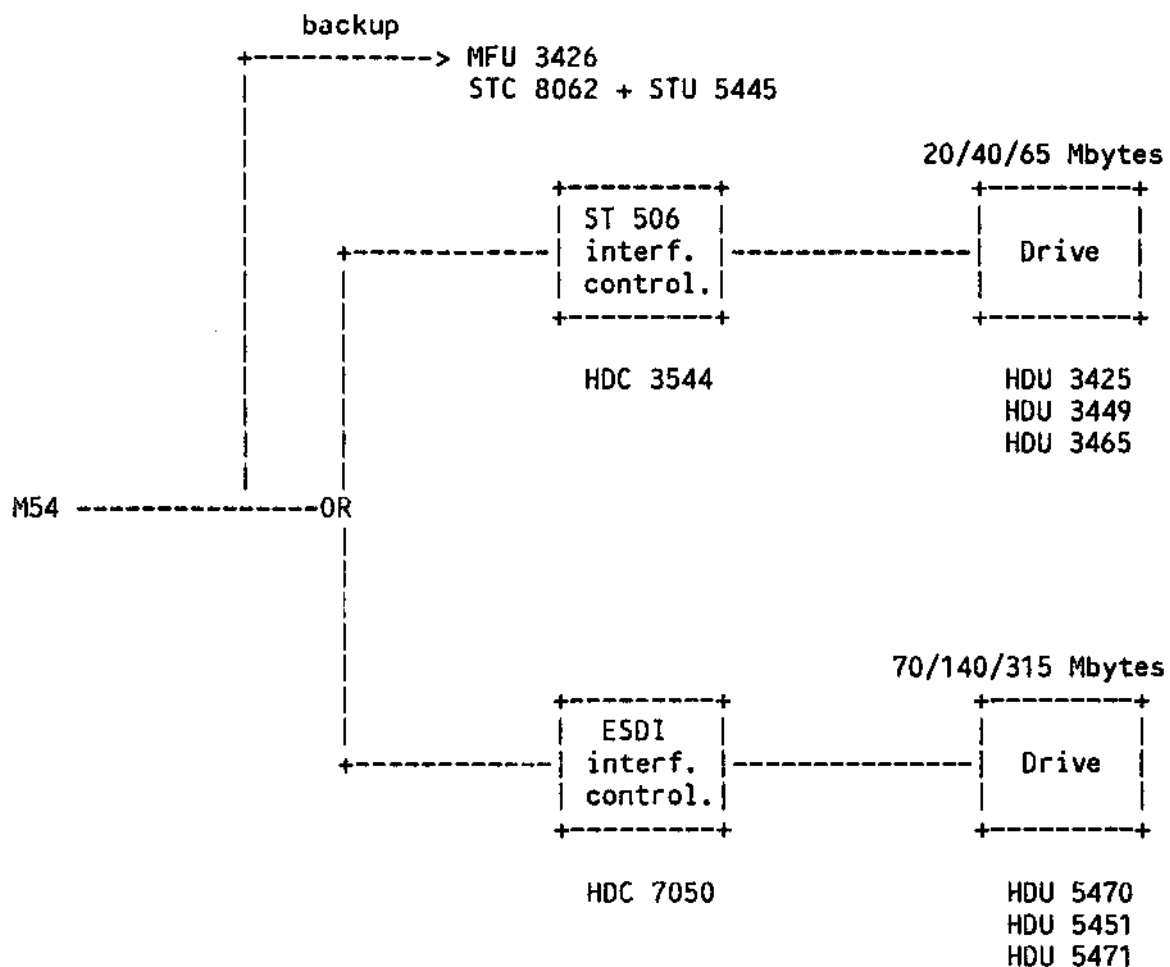 backup
+-----------> MFU 3426
STC 8062 + STU 5445
20/40/65 Mbytes
ST 506
interf.
control.
Drive
HDC 3544
HDU 3425
HDU 3449
HDU 3465
M54 ----------------OR
70/140/315 Mbytes
ESDI
interf.
control.
Drive
HDC 7050
HDU 5470
HDU 5451
HDU 5471